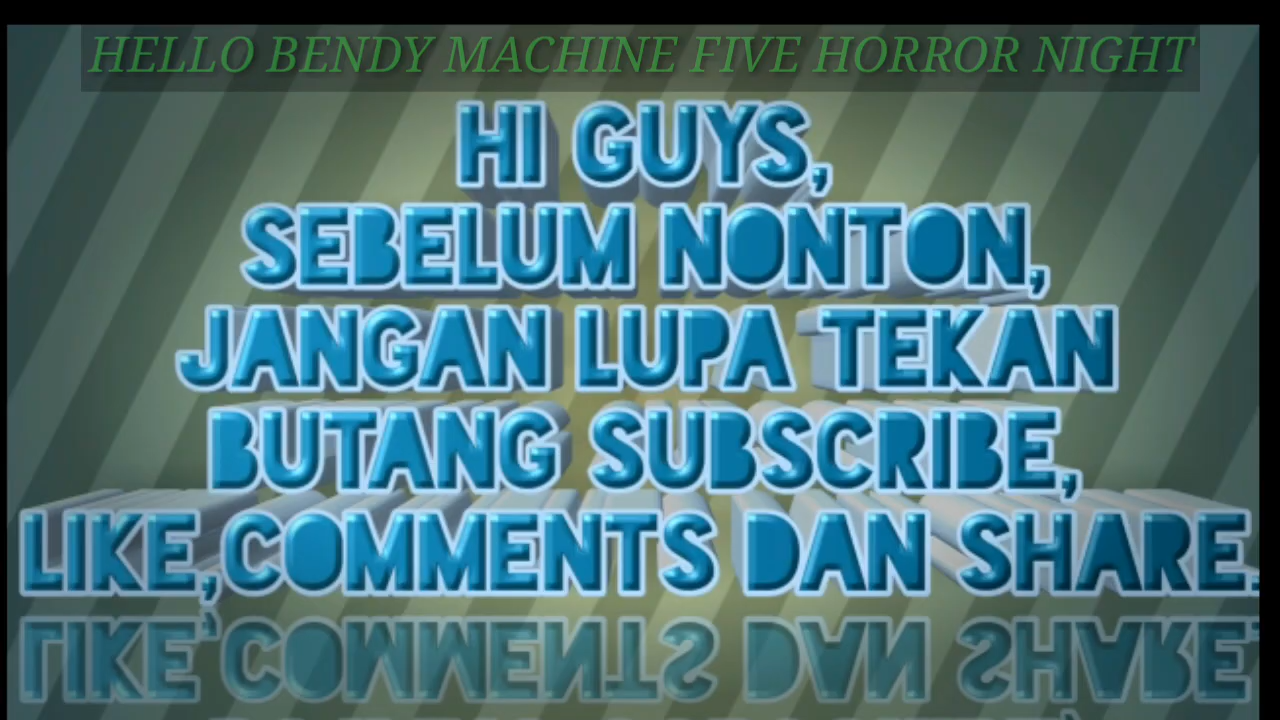 HELLO BENDY MACHINE FIVE HORROR NIGHT
HI GUYS,
SEBELUM NONTON,
JANGAN LUPA TEKAN
BUTANG SUBSCRIBE,
LIKE,COMMENTS DAN SHARE.